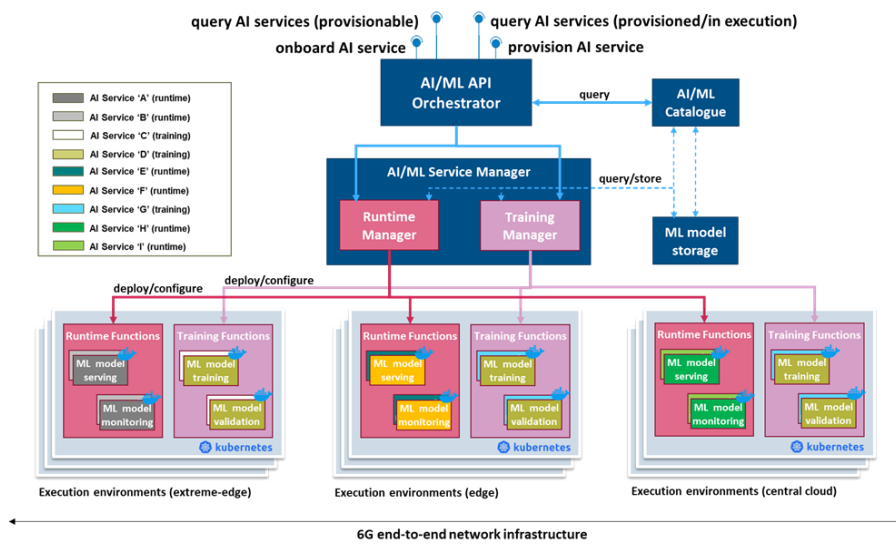 query AI services (provisionable)
query AI services (provisioned/in execution)
onboard AI service
provision AI service
AI/ML API
Orchestrator
query
AI/ML
Catalogue
AI Service ‘A’ (runtime)
AI Service ‘B’ (runtime)
AI Service ‘C’ (training)
AI Service ‘D’ (training)
AI Service ‘E’ (runtime)
AI Service ‘F’ (runtime)
AI Service ‘G’ (training)
AI Service ‘H’ (runtime)
AI Service ‘I’ (runtime)
AI/ML Service Manager
query/store
Runtime
Manager
Training
Manager
ML model
storage
deploy/configure
deploy/configure
Runtime Functions
ML model
serving
ML model
monitoring
Training Functions
ML model
training
ML model
validation
kubernetes
Runtime Functions
ML model
serving
ML model
monitoring
Training Functions
ML model
training
ML model
validation
kubernetes
Runtime Functions
ML model
serving
ML model
monitoring
Training Functions
ML model
training
ML model
validation
kubernetes
Execution environments (extreme-edge)
Execution environments (edge)
Execution environments (central cloud)
6G end-to-end network infrastructure